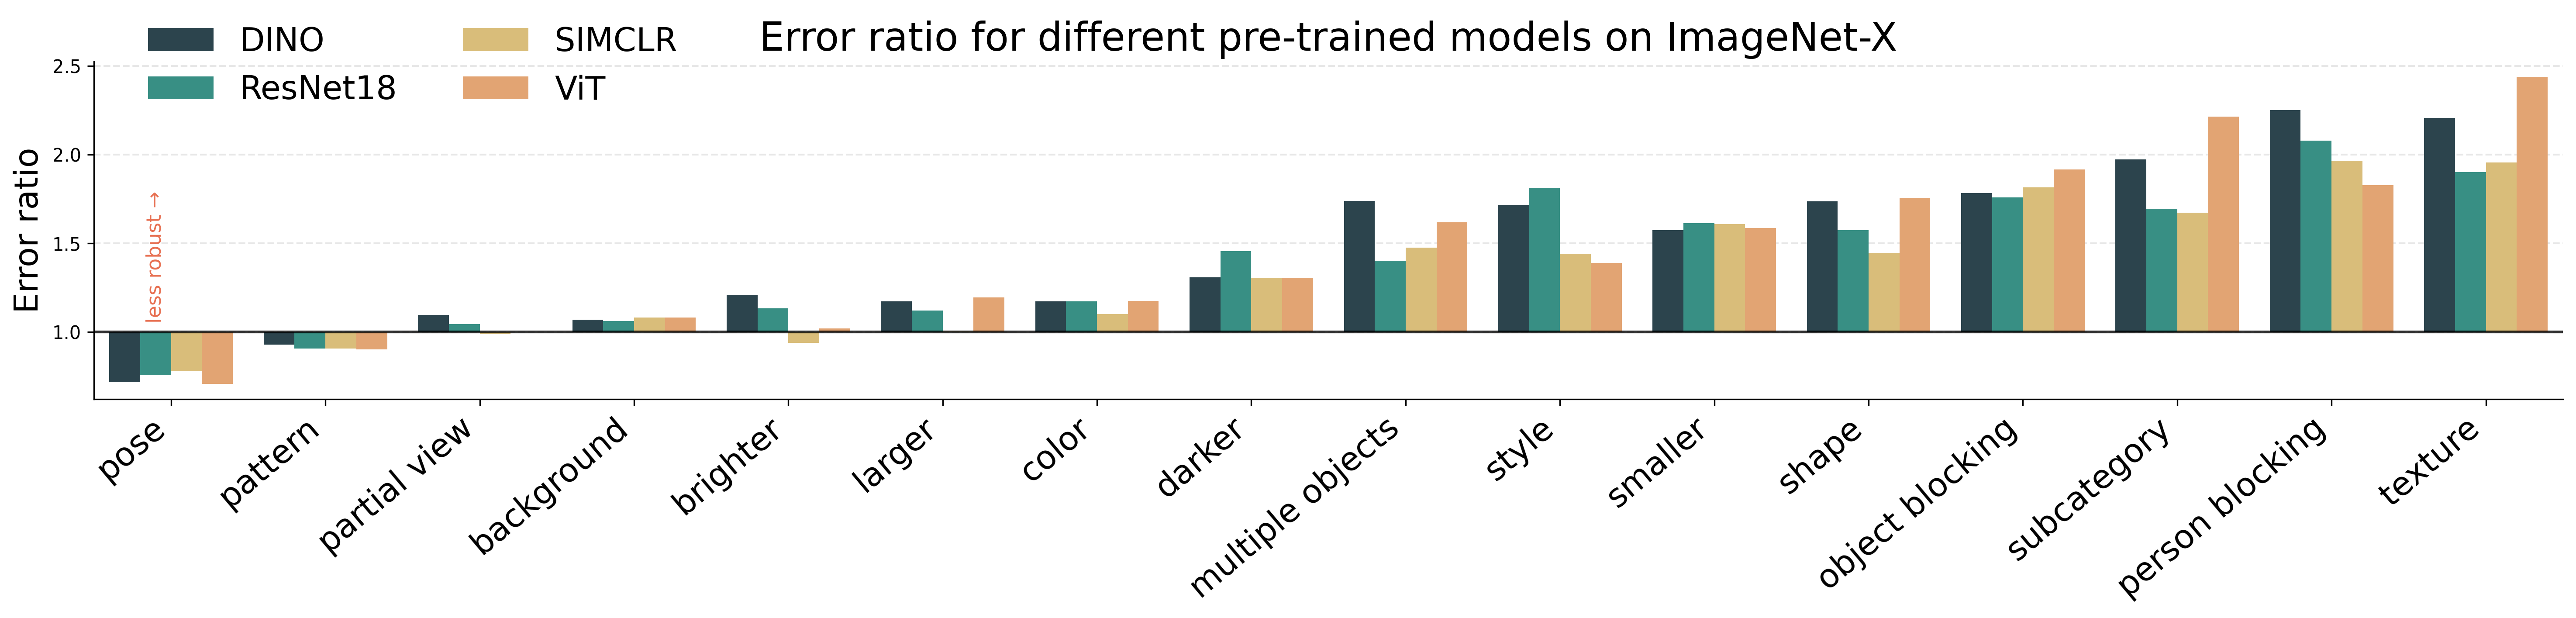 Error ratio for different pre-trained models on ImageNet-X
DINO
ResNet18
SIMCLR
ViT
Error ratio
2.5
2.0
1.5
1.0
less robust →
pose
pattern
partial view
background
brighter
larger
color
darker
multiple objects
style
smaller
shape
object blocking
subcategory
person blocking
texture